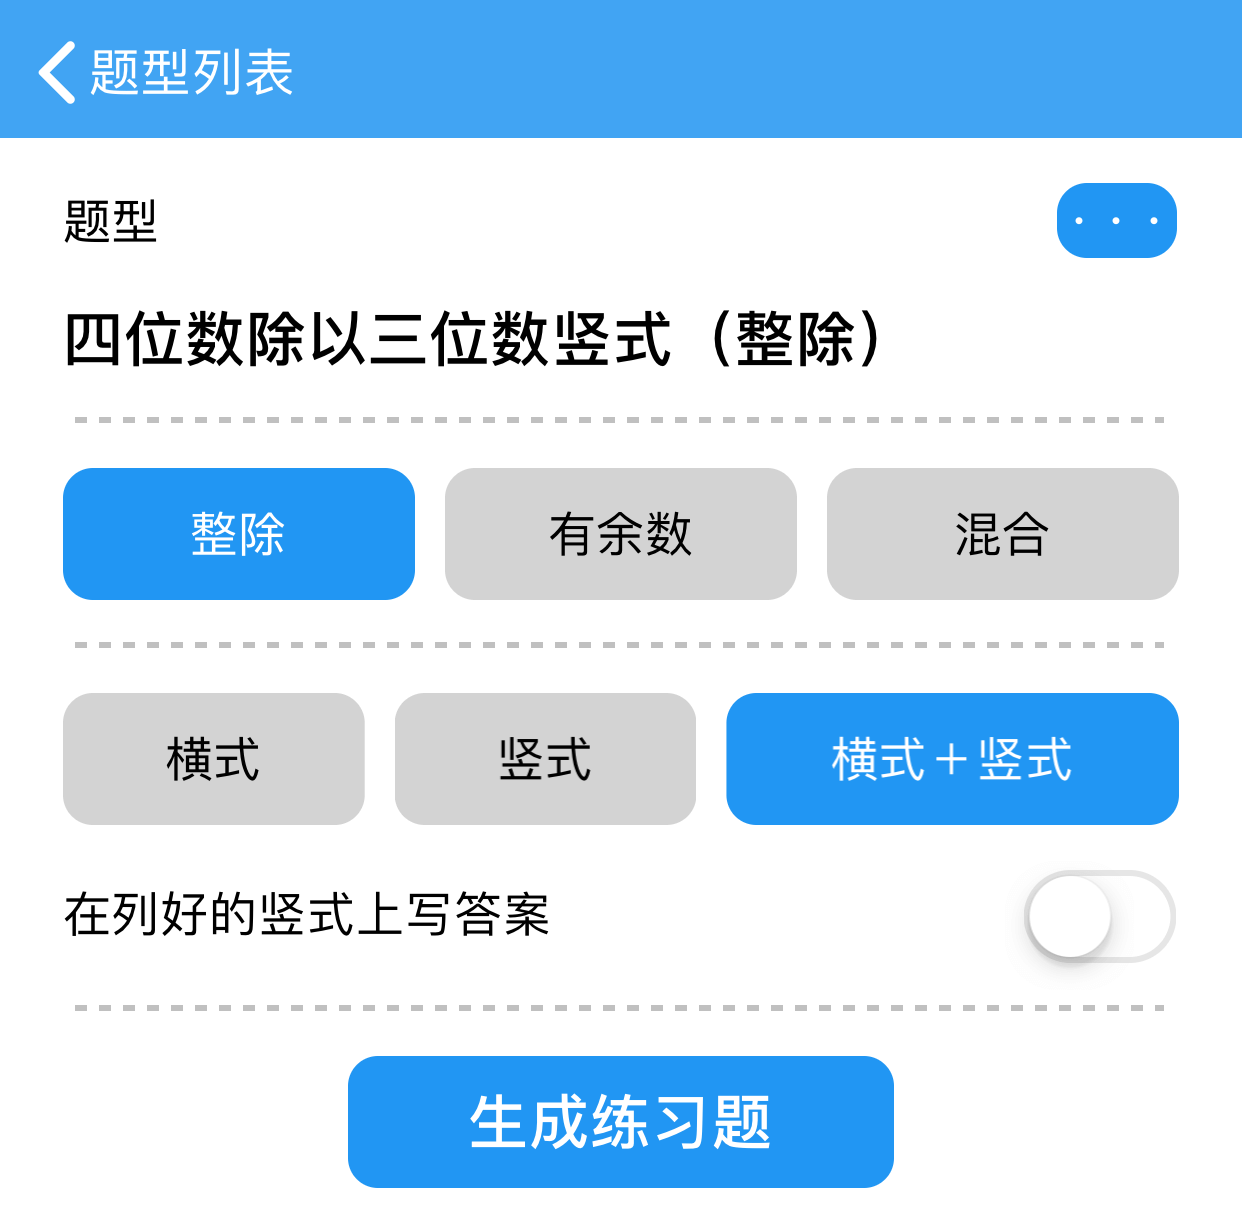 题型列表
题型
四位数除以三位数竖式（整除）
整除 有余数 混合
横式 竖式 横式＋竖式
在列好的竖式上写答案
生成练习题